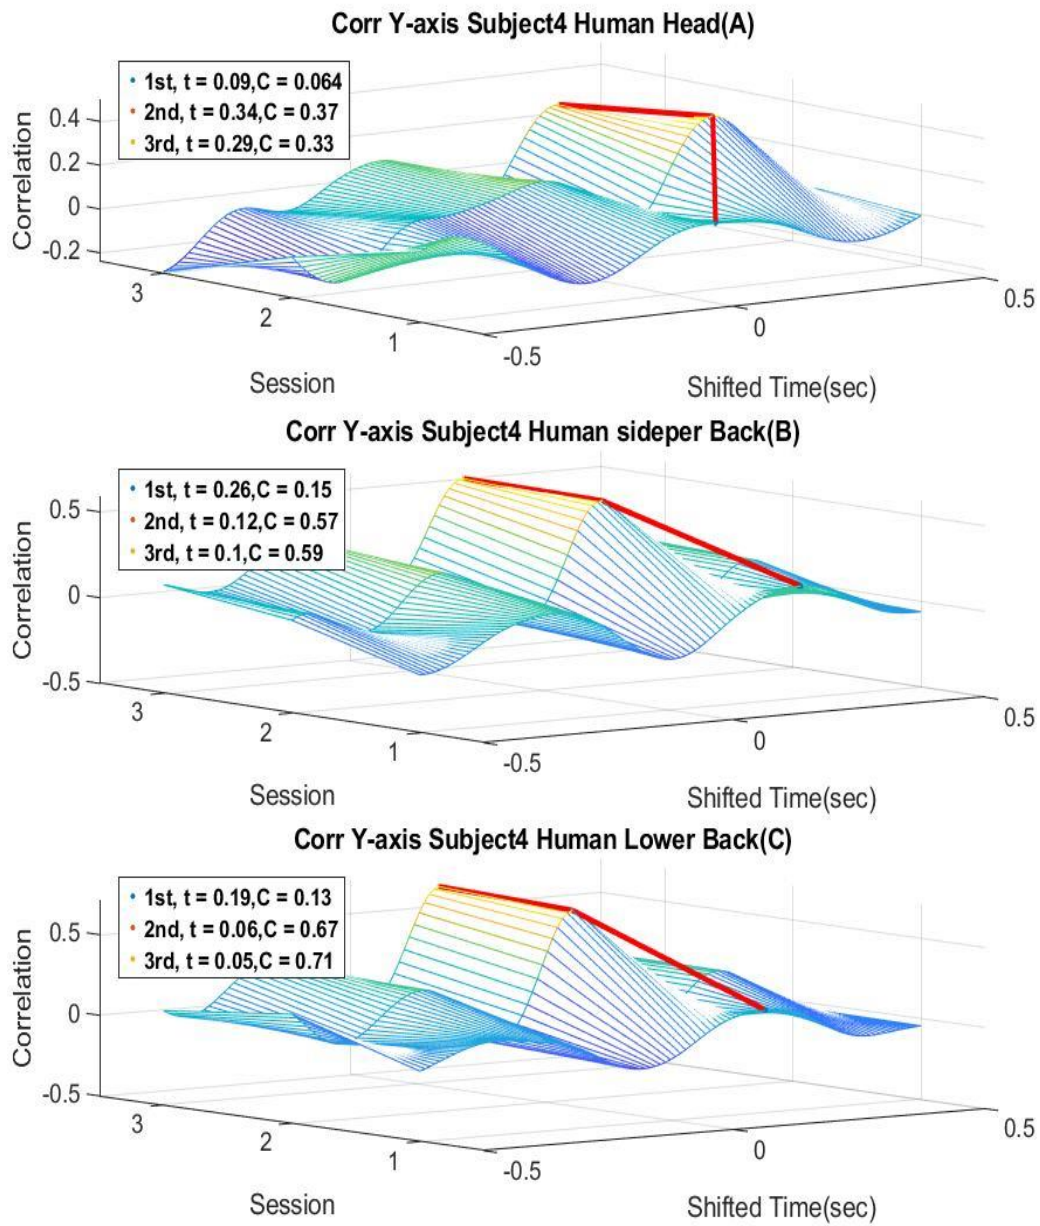 Corr Y-axis Subject4 Human Head(A)
1st, t = 0.09,C = 0.064
2nd, t = 0.34,C = 0.37
3rd, t = 0.29,C = 0.33
Correlation
0.4
0.2
0
-0.2
3
2
1
Session
-0.5
0
0.5
Shifted Time(sec)
Corr Y-axis Subject4 Human sideper Back(B)
1st, t = 0.26,C = 0.15
2nd, t = 0.12,C = 0.57
3rd, t = 0.1,C = 0.59
Correlation
0.5
0
-0.5
3
2
1
Session
-0.5
0
0.5
Shifted Time(sec)
Corr Y-axis Subject4 Human Lower Back(C)
1st, t = 0.19,C = 0.13
2nd, t = 0.06,C = 0.67
3rd, t = 0.05,C = 0.71
Correlation
0.5
0
-0.5
3
2
1
Session
-0.5
0
0.5
Shifted Time(sec)